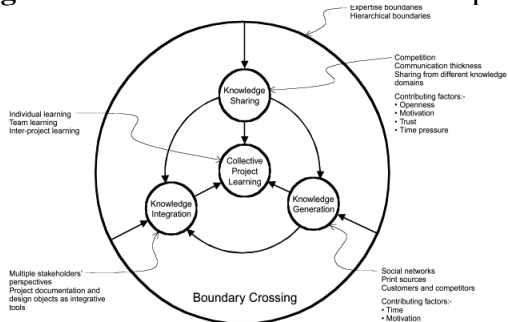 Expertise boundaries
Hierarchical boundaries
Competition
Communication thickness
Sharing from different knowledge
domains
Contributing factors:-
• Openness
• Motivation
• Trust
• Time pressure
Knowledge
Sharing
Individual learning
Team learning
Inter-project learning
Collective
Project
Learning
Knowledge
Integration
Knowledge
Generation
Multiple stakeholders'
perspectives
Project documentation and
design objects as integrative
tools
Boundary Crossing
Social networks
Print sources
Customers and competitors
Contributing factors:-
• Time
• Motivation